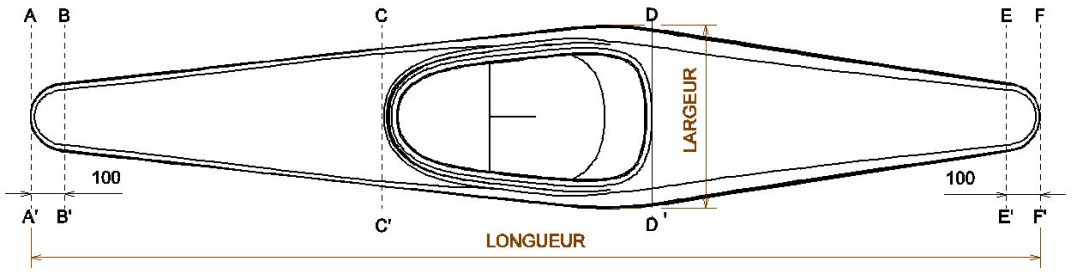 A B C D E F
LARGEUR
100 100
A' B' C' D' E' F'
LONGUEUR